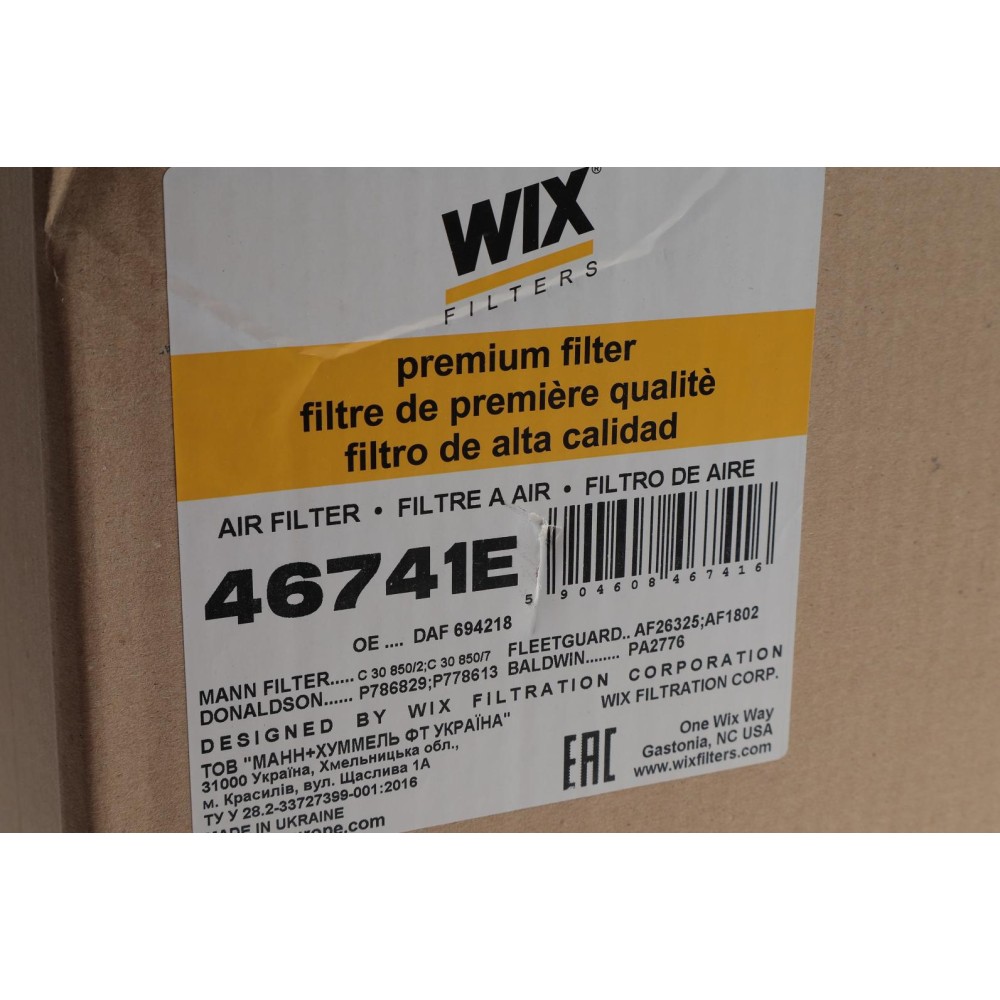 WIX®
FILTERS
premium filter
filtre de première qualitè
filtro de alta calidad
AIR FILTER • FILTRE A AIR • FILTRO DE AIRE
46741E
5 904608 467416
OE .... DAF 694218
MANN FILTER..... C 30 850/2;C 30 850/7
FLEETGUARD.. AF26325;AF1802
DONALDSON...... P786829;P778613
BALDWIN........ PA2776
DESIGNED BY WIX FILTRATION CORPORATION
ТОВ "МАНН+ХУММЕЛЬ ФТ УКРАЇНА"
31000 Україна, Хмельницька обл.,
м. Красилів, вул. Щаслива 1А
ТУ У 28.2-33727399-001:2016
MADE IN UKRAINE
EAC
WIX FILTRATION CORP.
One Wix Way
Gastonia, NC USA
www.wixfilters.com